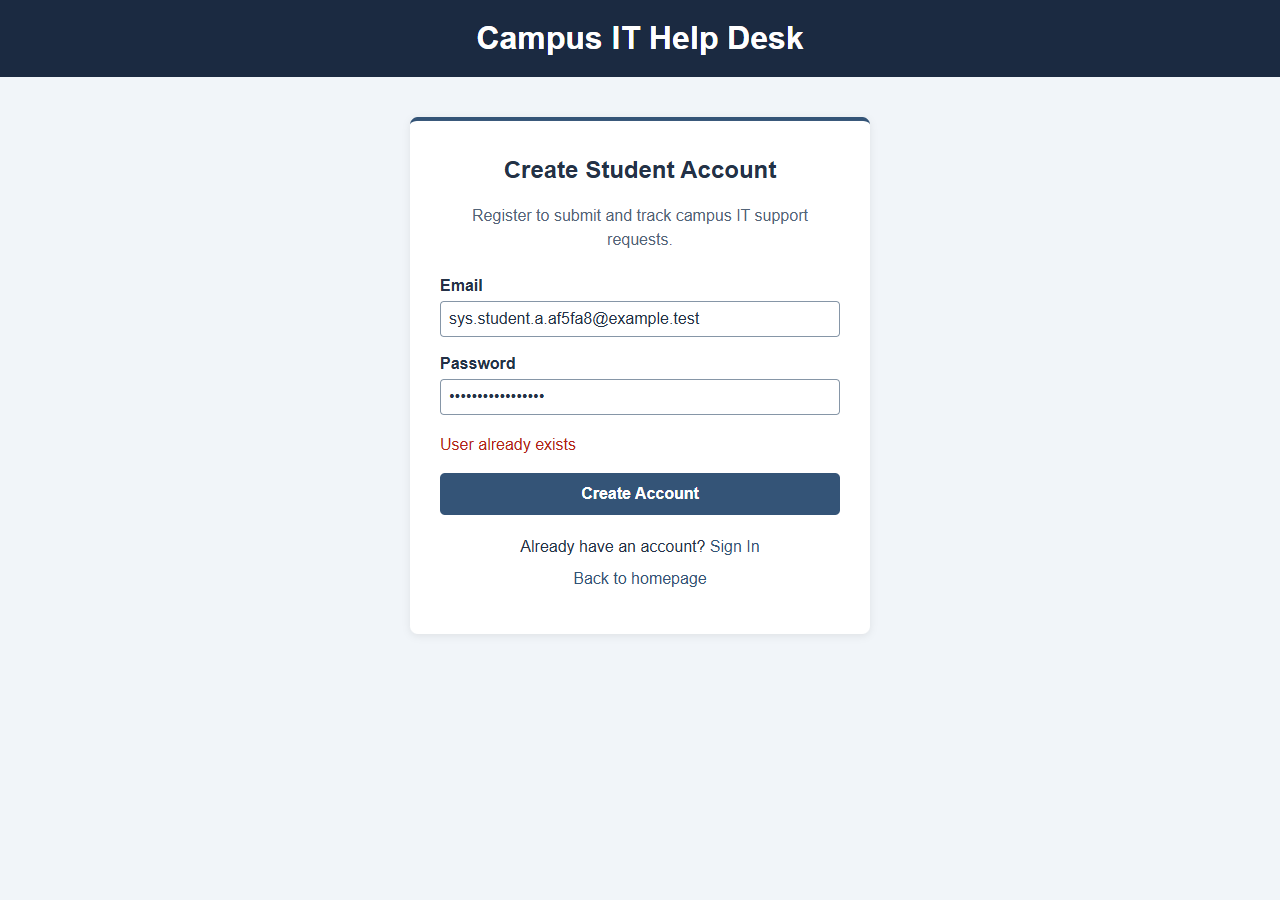 Campus IT Help Desk
Create Student Account
Register to submit and track campus IT support
requests.
Email
sys.student.a.af5fa8@example.test
Password
•••••••••••••••••
User already exists
Create Account
Already have an account? Sign In
Back to homepage